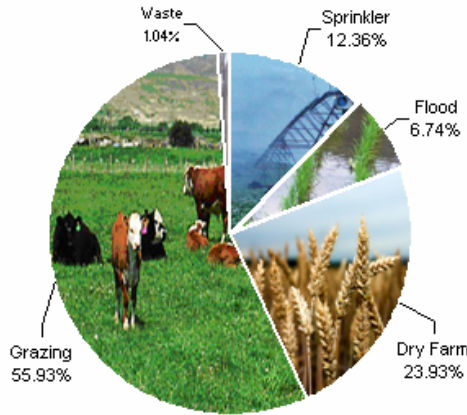 Waste
1.04%
Sprinkler
12.36%
Flood
6.74%
Dry Farm
23.93%
Grazing
55.93%